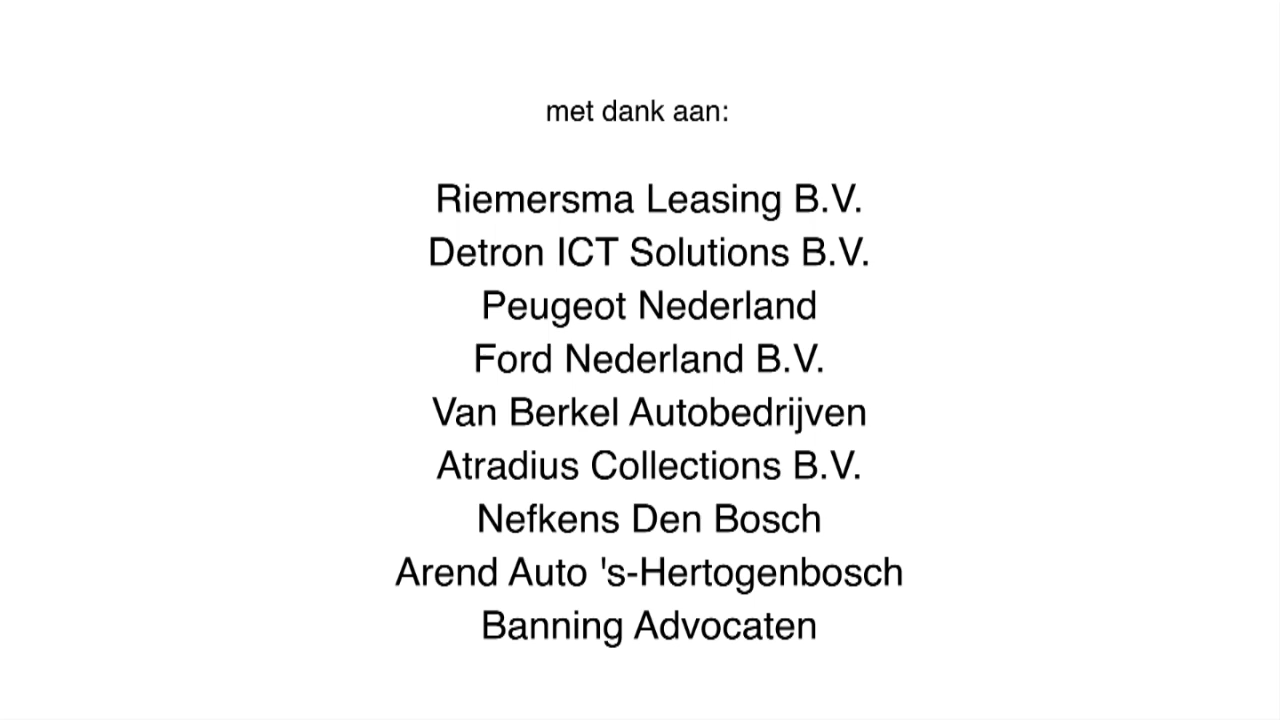 met dank aan:
Riemersma Leasing B.V.
Detron ICT Solutions B.V.
Peugeot Nederland
Ford Nederland B.V.
Van Berkel Autobedrijven
Atradius Collections B.V.
Nefkens Den Bosch
Arend Auto 's-Hertogenbosch
Banning Advocaten